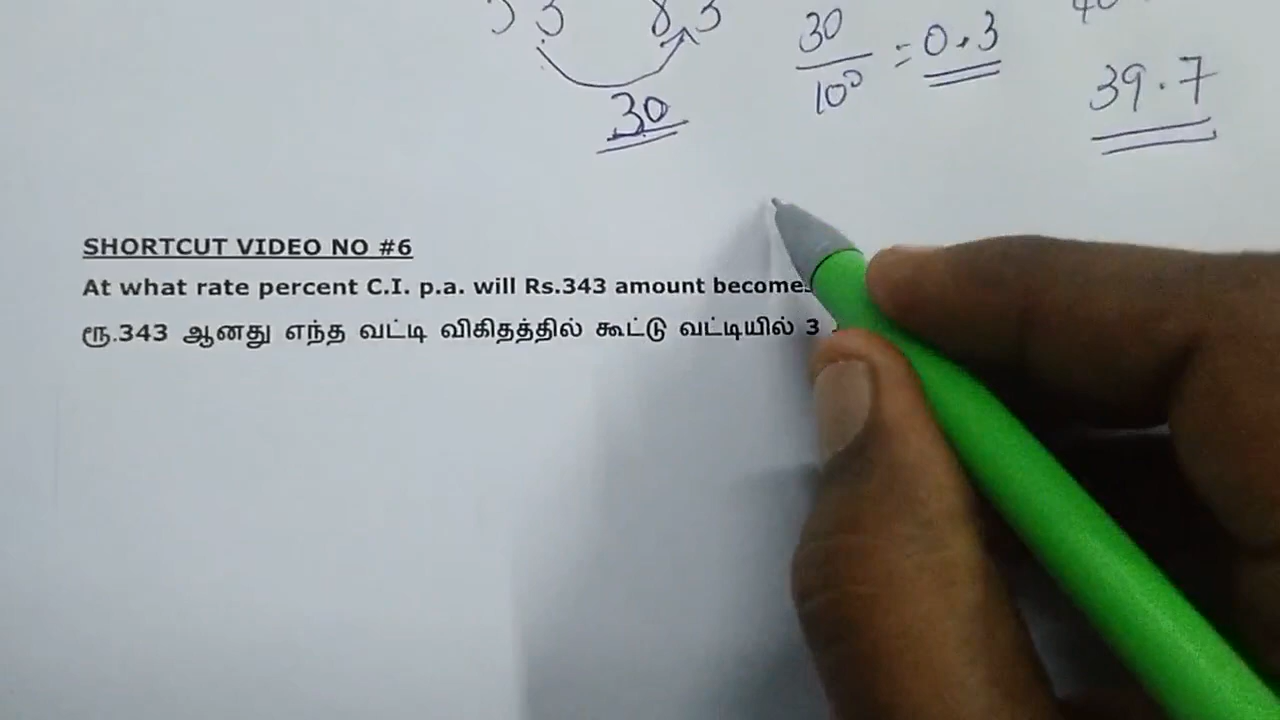 30
30
100
= 0.3
39.7
SHORTCUT VIDEO NO #6
At what rate percent C.I. p.a. will Rs.343 amount
ரூ.343 ஆனது எந்த வட்டி விகிதத்தில் கூட்டு வட்டியில் 3